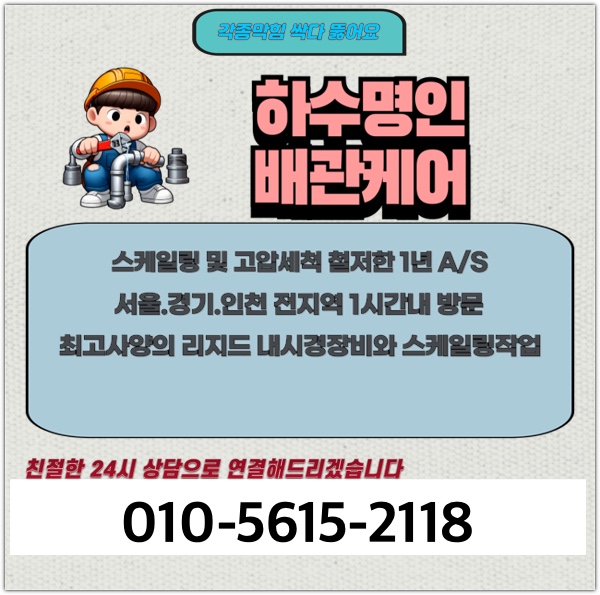 각종막힘 싹다 뚫어요
하수명인
배관케어
스케일링 및 고압세척 철저한 1년 A/S
서울.경기.인천 전지역 1시간내 방문
최고사양의 리지드 내시경장비와 스케일링작업
친절한 24시 상담으로 연결해드리겠습니다
010-5615-2118